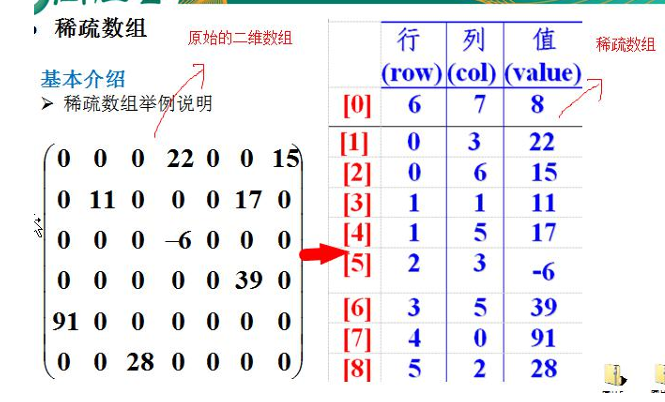 稀疏数组
原始的二维数组
基本介绍
➢ 稀疏数组举例说明
0 0 0 22 0 0 15
0 11 0 0 0 17 0
0 0 0 –6 0 0 0
0 0 0 0 0 39 0
91 0 0 0 0 0 0
0 0 28 0 0 0 0
行 列 值
(row) (col) (value)
稀疏数组
[0] 6 7 8
[1] 0 3 22
[2] 0 6 15
[3] 1 1 11
[4] 1 5 17
[5] 2 3 -6
[6] 3 5 39
[7] 4 0 91
[8] 5 2 28